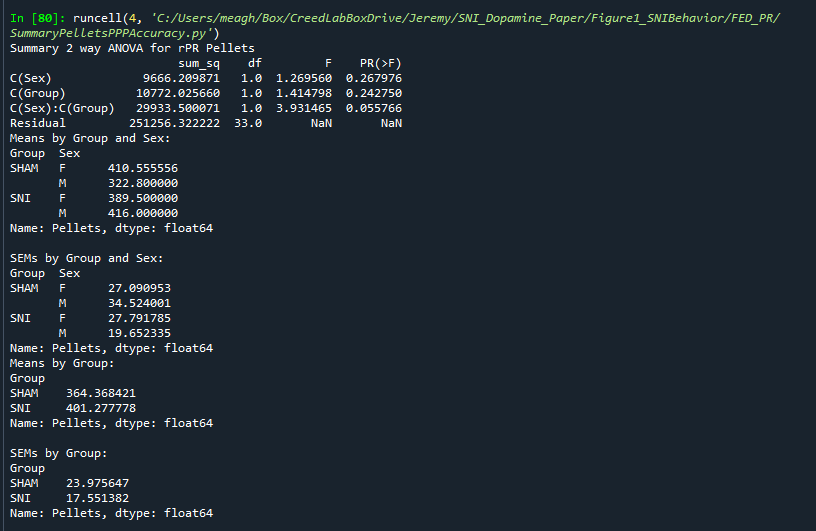 In [80]: runcell(4, 'C:/Users/meagh/Box/CreedLabBoxDrive/Jeremy/SNI_Dopamine_Paper/Figure1_SNIBehavior/FED_PR/
SummaryPelletsPPPAccuracy.py')
Summary 2 way ANOVA for rPR Pellets
sum_sq df F PR(>F)
C(Sex) 9666.209871 1.0 1.269560 0.267976
C(Group) 10772.025660 1.0 1.414798 0.242750
C(Sex):C(Group) 29933.500071 1.0 3.931465 0.055766
Residual 251256.322222 33.0 NaN NaN
Means by Group and Sex:
Group Sex
SHAM F 410.555556
M 322.800000
SNI F 389.500000
M 416.000000
Name: Pellets, dtype: float64

SEMs by Group and Sex:
Group Sex
SHAM F 27.090953
M 34.524001
SNI F 27.791785
M 19.652335
Name: Pellets, dtype: float64
Means by Group:
Group
SHAM 364.368421
SNI 401.277778
Name: Pellets, dtype: float64

SEMs by Group:
Group
SHAM 23.975647
SNI 17.551382
Name: Pellets, dtype: float64